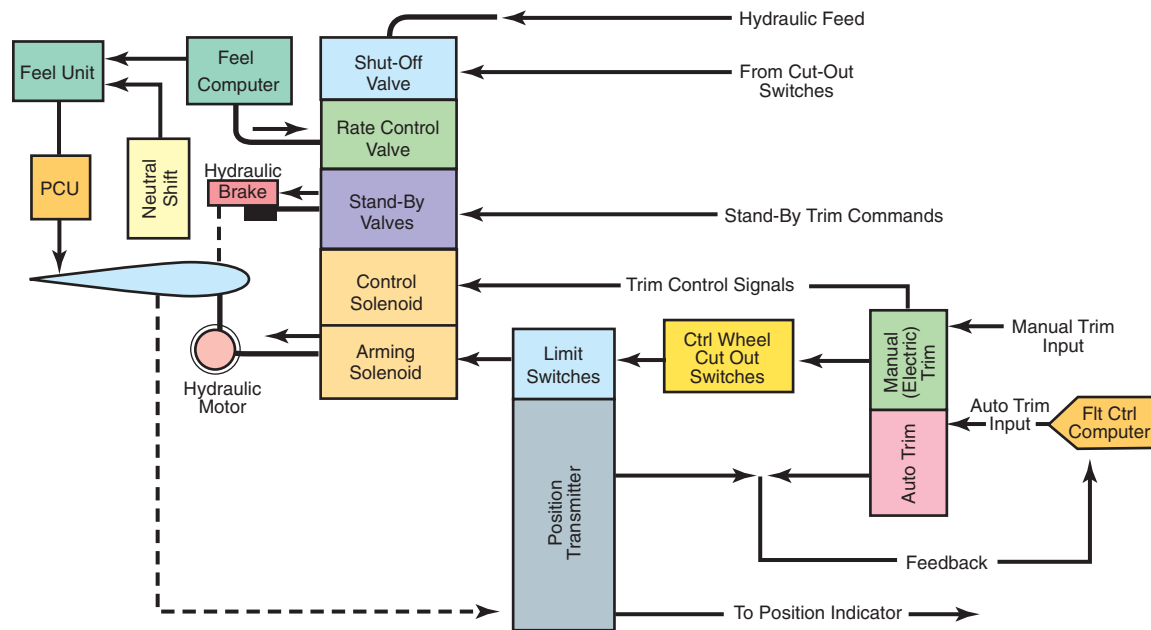 Hydraulic Feed
Feel Unit
Feel
Computer
Shut-Off
Valve
From Cut-Out
Switches
Rate Control
Valve
PCU
Neutral
Shift
Hydraulic
Brake
Stand-By
Valves
Stand-By Trim Commands
Control
Solenoid
Trim Control Signals
Arming
Solenoid
Hydraulic
Motor
Limit
Switches
Ctrl Wheel
Cut Out
Switches
Manual
(Electric)
Trim
Manual Trim
Input
Auto Trim
Input
Flt Ctrl
Computer
Auto Trim
Position
Transmitter
Feedback
To Position Indicator